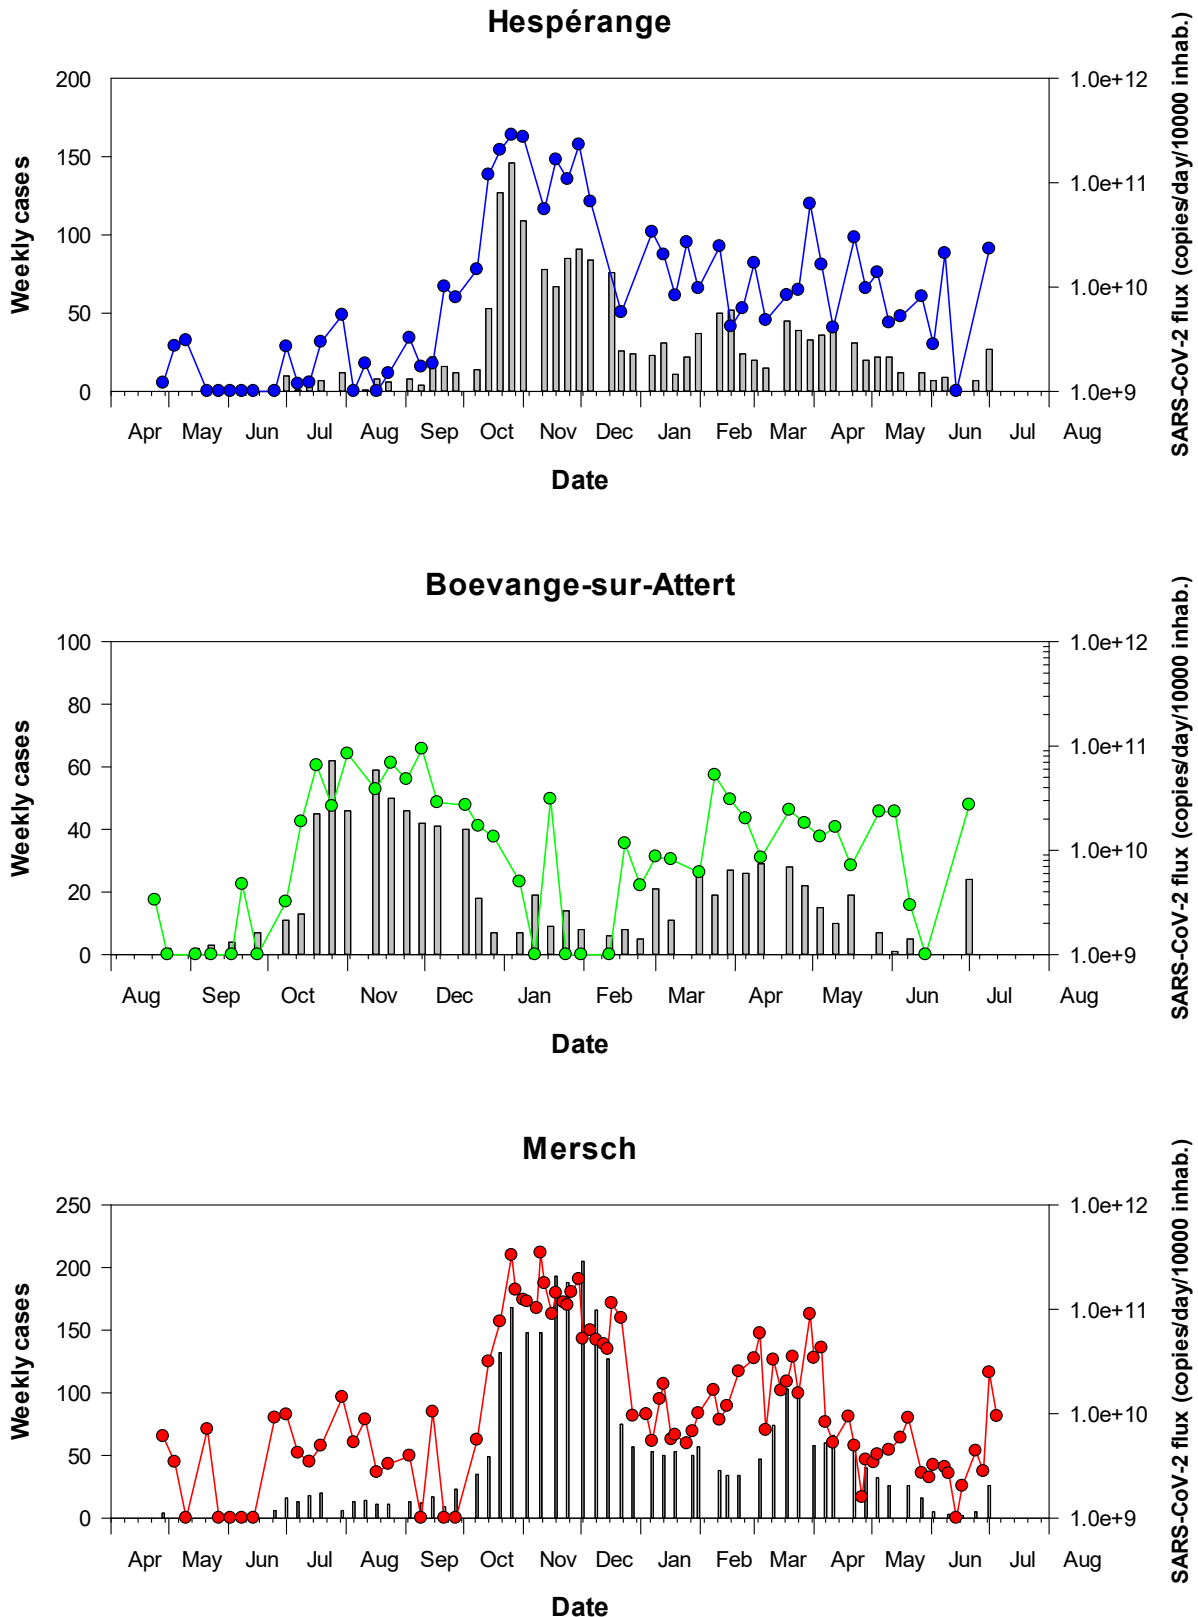 Hespérange
200
150
100
50
0
1.0e+12
1.0e+11
1.0e+10
1.0e+9
Weekly cases
SARS-CoV-2 flux (copies/day/10000 inhab.)
Apr May Jun Jul Aug Sep Oct Nov Dec Jan Feb Mar Apr May Jun Jul Aug
Date
Boevange-sur-Attert
100
80
60
40
20
0
1.0e+12
1.0e+11
1.0e+10
1.0e+9
Weekly cases
SARS-CoV-2 flux (copies/day/10000 inhab.)
Aug Sep Oct Nov Dec Jan Feb Mar Apr May Jun Jul Aug
Date
Mersch
250
200
150
100
50
0
1.0e+12
1.0e+11
1.0e+10
1.0e+9
Weekly cases
SARS-CoV-2 flux (copies/day/10000 inhab.)
Apr May Jun Jul Aug Sep Oct Nov Dec Jan Feb Mar Apr May Jun Jul Aug
Date